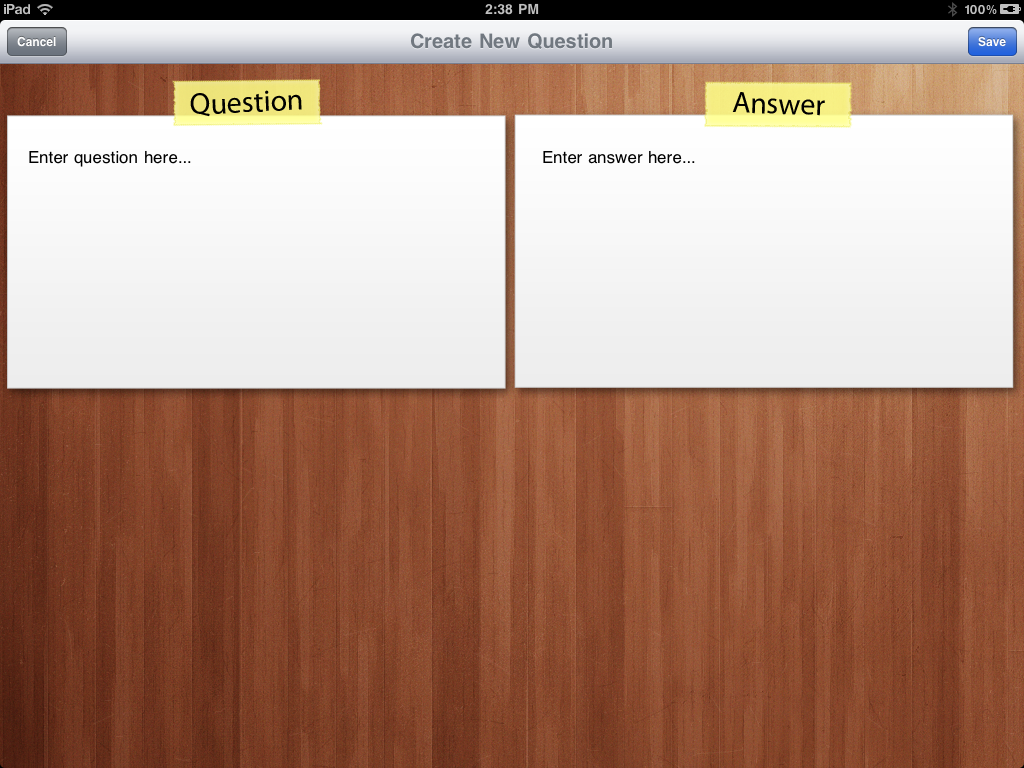 iPad 2:38 PM 100%
Cancel Create New Question Save
Question Answer
Enter question here... Enter answer here...